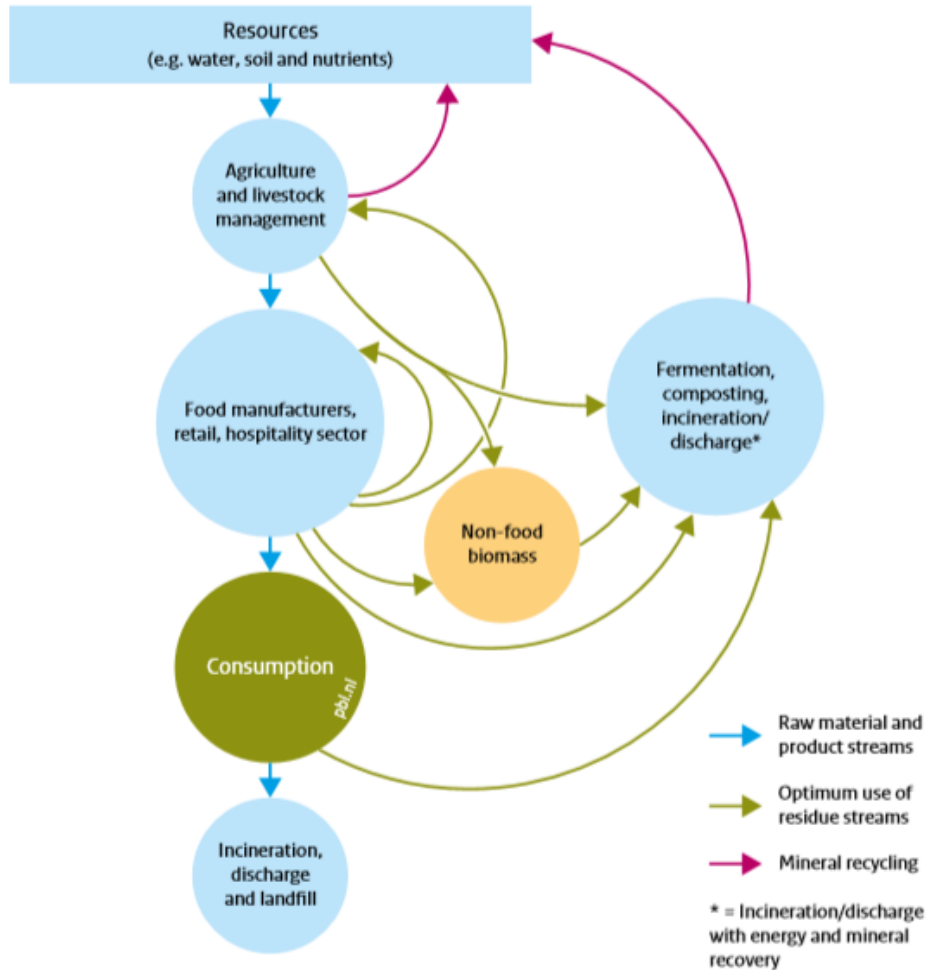 Resources
(e.g. water, soil and nutrients)
Agriculture
and livestock
management
Food manufacturers,
retail, hospitality sector
Fermentation,
composting,
incineration/
discharge*
Non-food
biomass
Consumption
pbl.nl
Incineration,
discharge
and landfill
Raw material and
product streams
Optimum use of
residue streams
Mineral recycling
* = Incineration/discharge
with energy and mineral
recovery